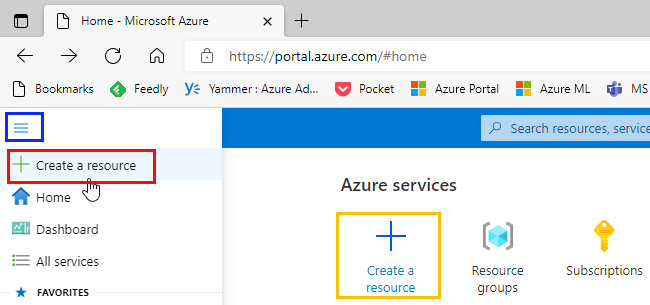 Home - Microsoft Azure
https://portal.azure.com/#home
Bookmarks Feedly Yammer : Azure Ad... Pocket Azure Portal Azure ML MS
Search resources, service
Create a resource
Home
Dashboard
All services
FAVORITES
Azure services
Create a
resource
Resource
groups
Subscriptions